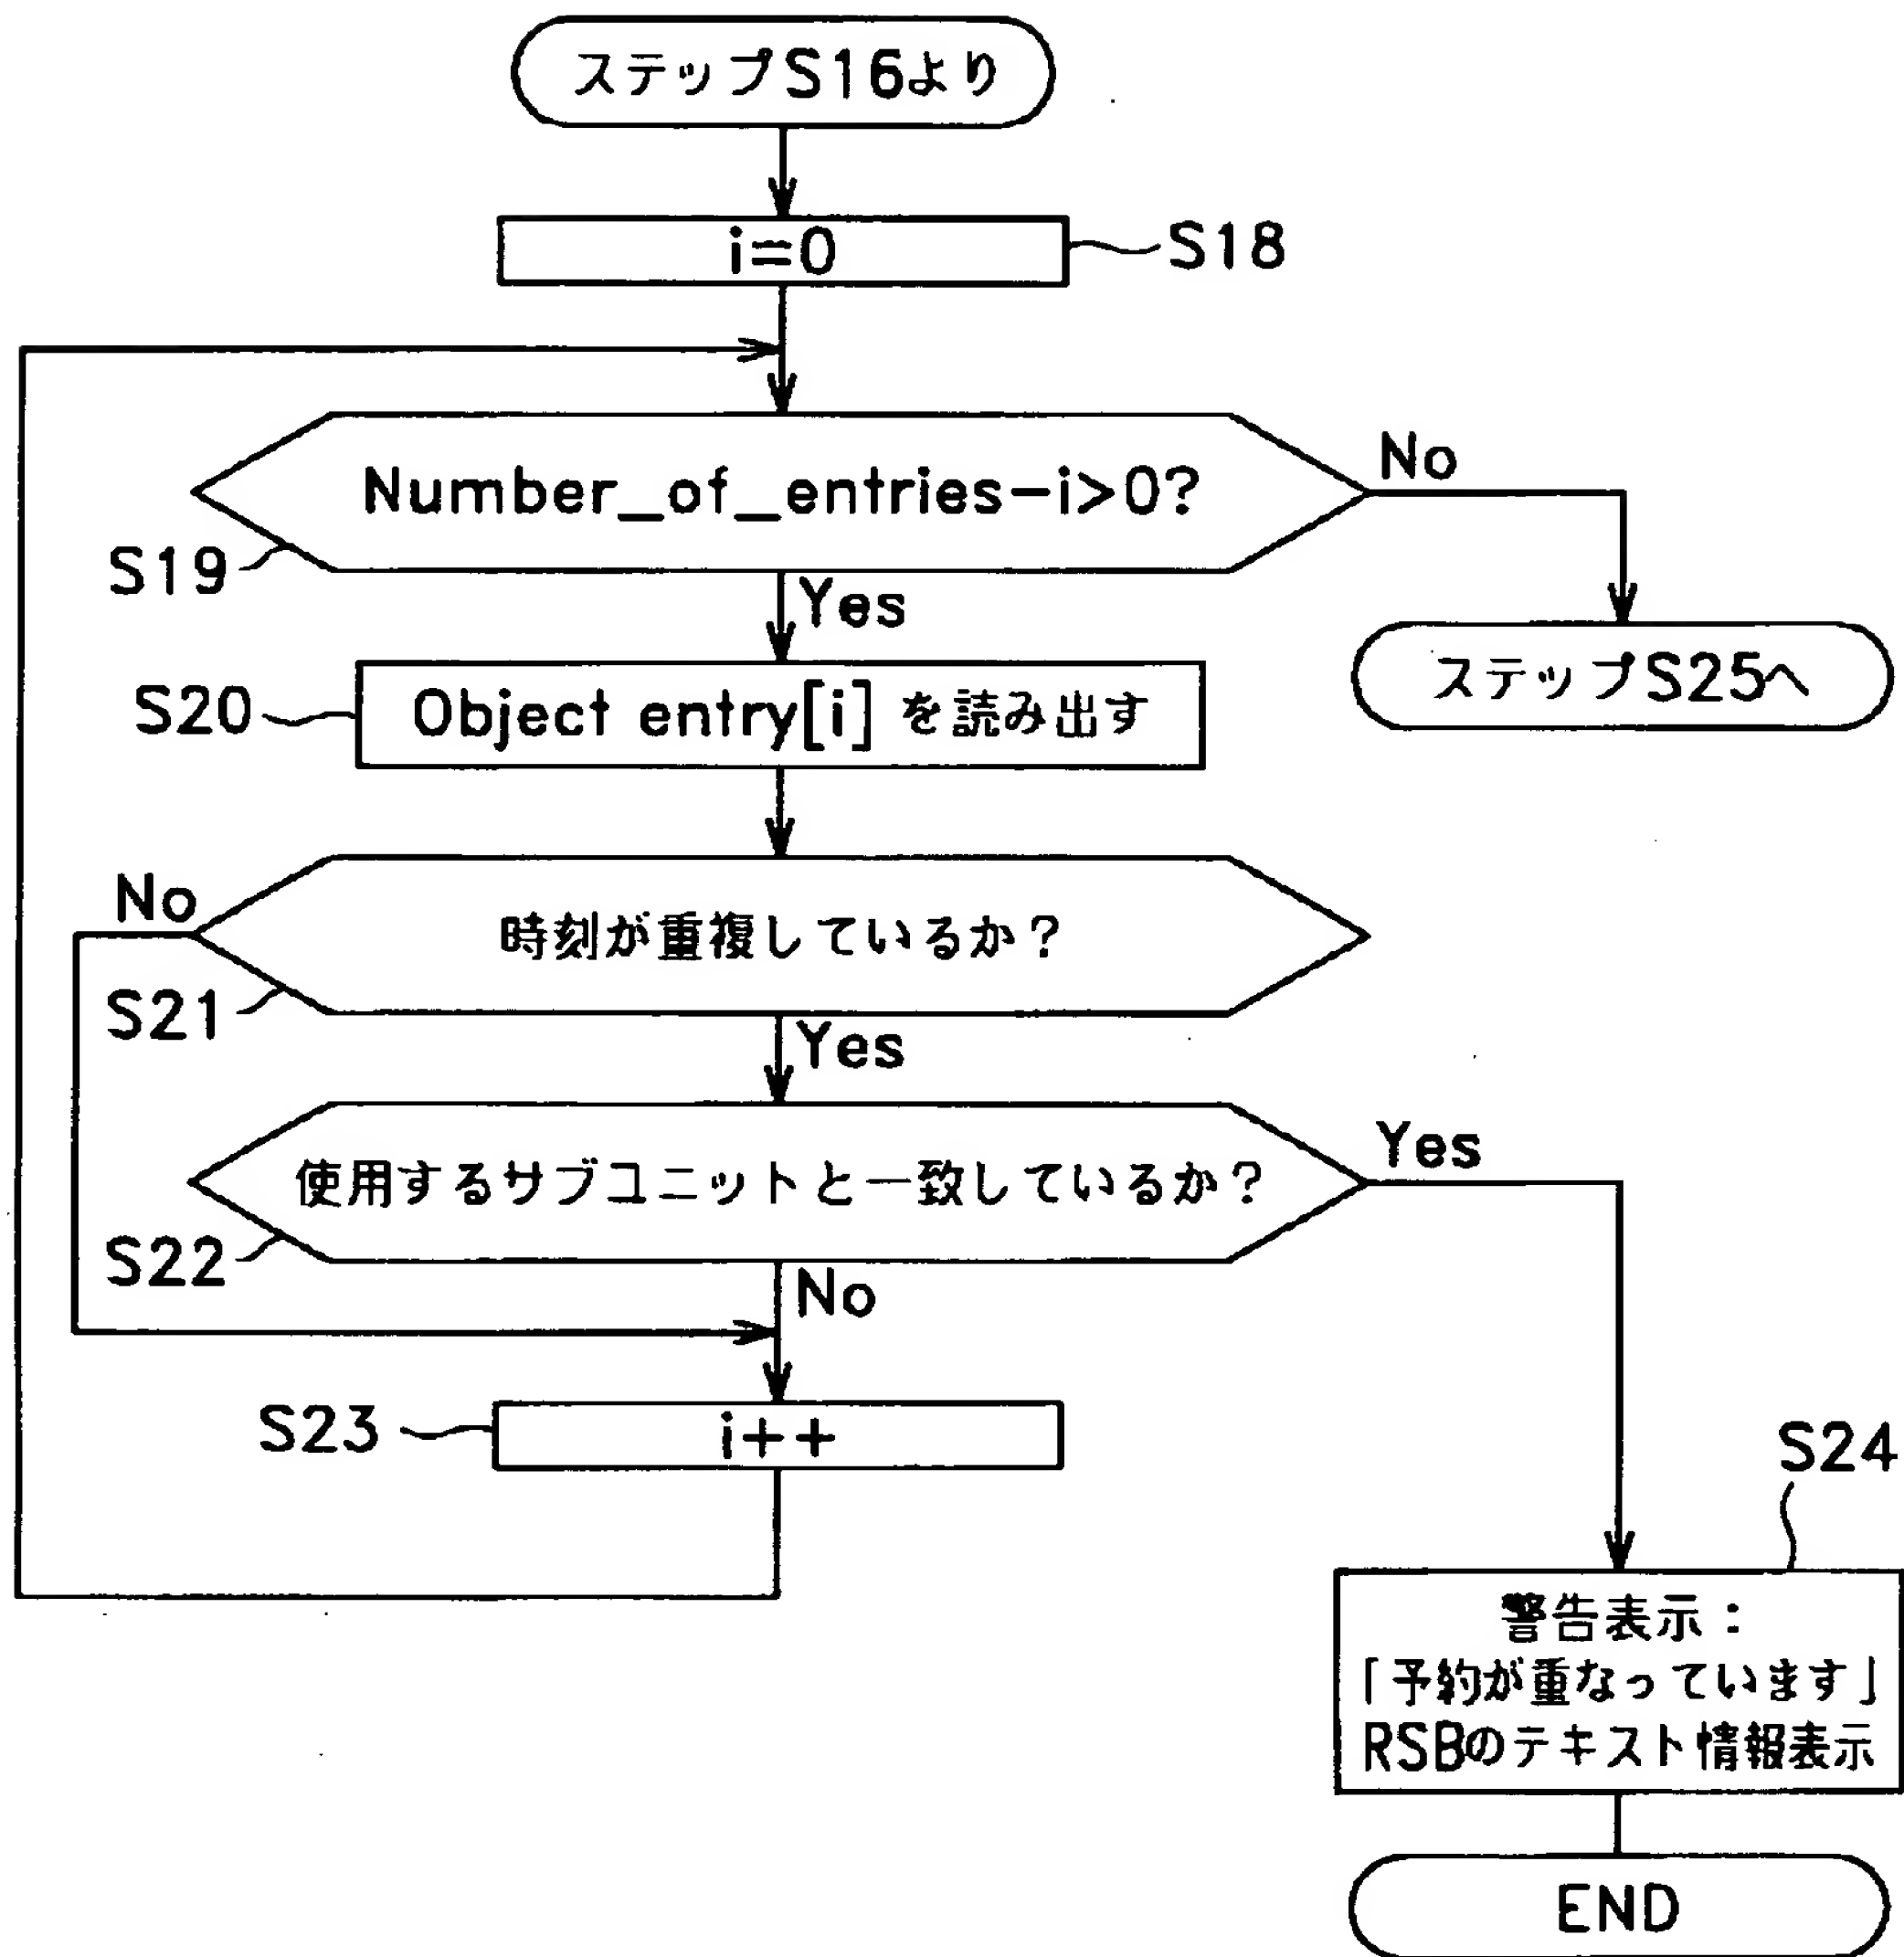 ステップS16より
i=0
S18
Number_of_entries-i>0?
No
S19
Yes
ステップS25へ
S20
Object entry[i] を読み出す
No
時刻が重複しているか？
S21
Yes
使用するサブユニットと一致しているか？
Yes
S22
No
S23
i++
S24
警告表示：
「予約が重なっています」
RSBのテキスト情報表示
END